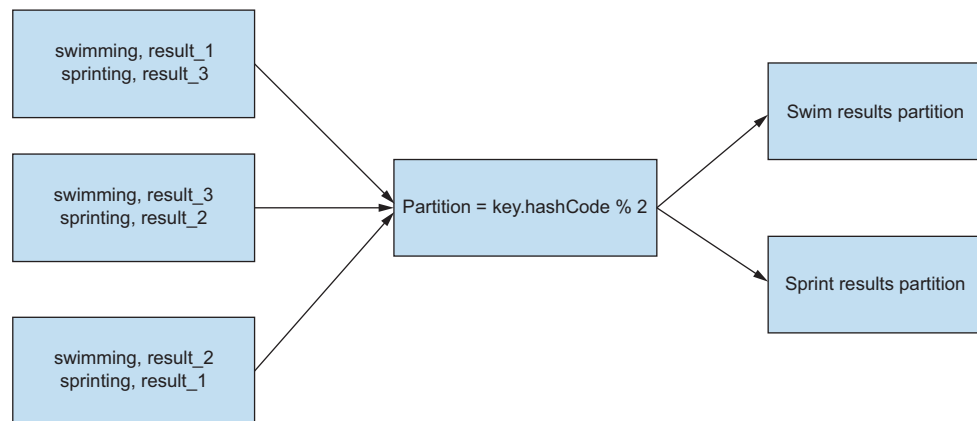 swimming, result_1
sprinting, result_3
swimming, result_3
sprinting, result_2
swimming, result_2
sprinting, result_1
Partition = key.hashCode % 2
Swim results partition
Sprint results partition